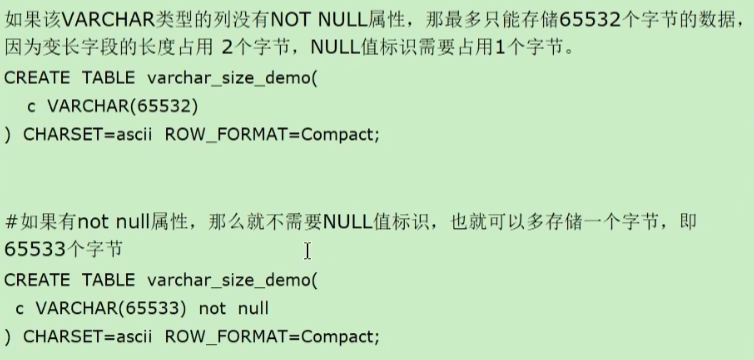 如果该VARCHAR类型的列没有NOT NULL属性，那最多只能存储65532个字节的数据，
因为变长字段的长度占用 2个字节，NULL值标识需要占用1个字节。
CREATE TABLE varchar_size_demo(
c VARCHAR(65532)
) CHARSET=ascii ROW_FORMAT=Compact;
#如果有not null属性，那么就不需要NULL值标识，也就可以多存储一个字节，即
65533个字节
CREATE TABLE varchar_size_demo(
c VARCHAR(65533) not null
) CHARSET=ascii ROW_FORMAT=Compact;